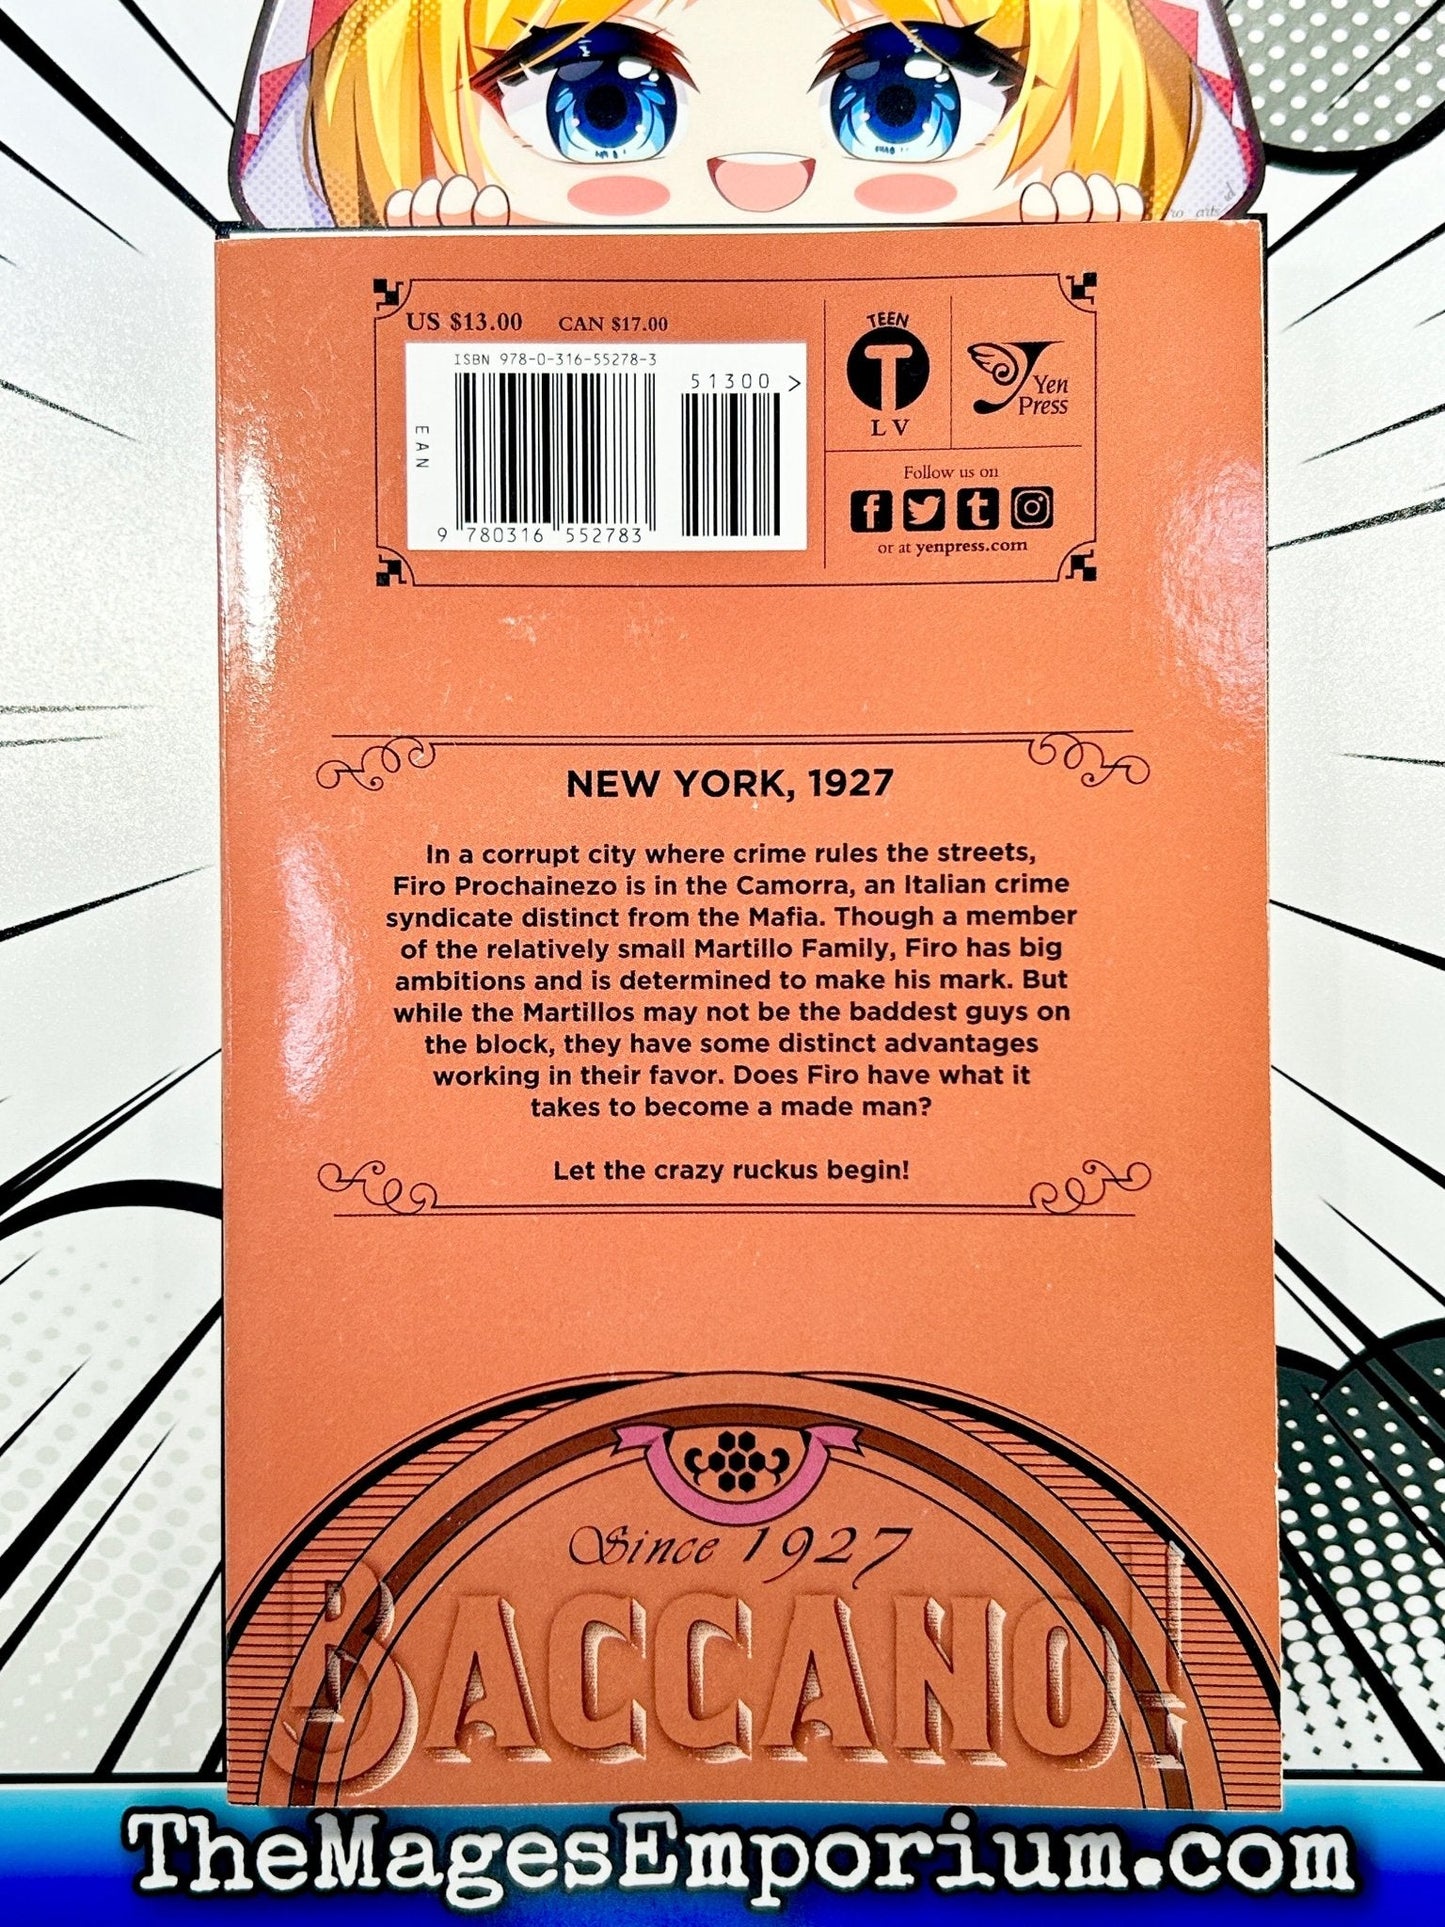 US $13.00 CAN $17.00
ISBN 978-0-316-55278-3
51300 >
EAN
9 780316 552783
TEEN
T
L V
Yen
Press
Follow us on
or at yenpress.com
NEW YORK, 1927
In a corrupt city where crime rules the streets,
Firo Prochainezo is in the Camorra, an Italian crime
syndicate distinct from the Mafia. Though a member
of the relatively small Martillo Family, Firo has big
ambitions and is determined to make his mark. But
while the Martillos may not be the baddest guys on
the block, they have some distinct advantages
working in their favor. Does Firo have what it
takes to become a made man?
Let the crazy ruckus begin!
Since 1927
BACCANO!
TheMagesEmporium.com